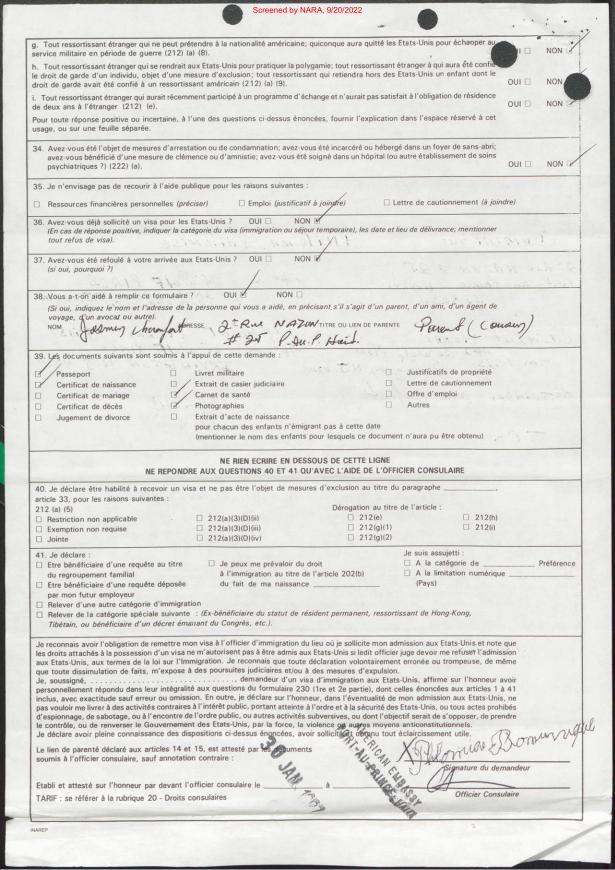 Screened by NARA, 9/20/2022
g. Tout ressortissant étranger qui ne peut prétendre à la nationalité américaine; quiconque aura quitté les Etats-Unis pour échapper au
service militaire en période de guerre (212) (a) (8). OUI ☐ NON ☑
h. Tout ressortissant étranger qui se rendrait aux Etats-Unis pour pratiquer la polygamie; tout ressortissant étranger à qui aura été confié
le droit de garde d'un individu, objet d'une mesure d'exclusion; tout ressortissant qui retiendra hors des Etats-Unis un enfant dont le
droit de garde avait été confié à un ressortissant américain (212) (a) (9). OUI ☐ NON
i. Tout ressortissant étranger qui aurait récemment participé à un programme d'échange et n'aurait pas satisfait à l'obligation de résidence
de deux ans à l'étranger (212) (e). OUI ☐ NON ☑
Pour toute réponse positive ou incertaine, à l'une des questions ci-dessus énoncées, fournir l'explication dans l'espace réservé à cet
usage, ou sur une feuille séparée.
34. Avez-vous été l'objet de mesures d'arrestation ou de condamnation; avez-vous été incarcéré ou hébergé dans un foyer de sans-abri;
avez-vous bénéficié d'une mesure de clémence ou d'amnistie; avez-vous été soigné dans un hôpital (ou autre établissement de soins
psychiatriques ?) (222) (a). OUI ☐ NON ☑
35. Je n'envisage pas de recourir à l'aide publique pour les raisons suivantes :
☐ Ressources financières personnelles (préciser) ☐ Emploi (justificatif à joindre) ☐ Lettre de cautionnement (à joindre)
36. Avez-vous déjà sollicité un visa pour les Etats-Unis ? OUI ☐ NON ☑
(En cas de réponse positive, indiquer la catégorie du visa (immigration ou séjour temporaire), les date et lieu de délivrance; mentionner
tout refus de visa).
37. Avez-vous été refoulé à votre arrivée aux Etats-Unis ? OUI ☐ NON ☑
(si oui, pourquoi ?)
38. Vous a-t-on aidé à remplir ce formulaire ? OUI ☑ NON ☐
(Si oui, indiquez le nom et l'adresse de la personne qui vous a aidé, en précisant s'il s'agit d'un parent, d'un ami, d'un agent de
voyage, d'un avocat ou autre).
NOM ADRESSE 2e Rue NAZON TITRE OU LIEN DE PARENTE Parent (Cousin)
P.au.P. Haiti
39. Les documents suivants sont soumis à l'appui de cette demande :
☑ Passeport ☐ Livret militaire ☐ Justificatifs de propriété
☑ Certificat de naissance ☐ Extrait de casier judiciaire ☐ Lettre de cautionnement
☐ Certificat de mariage ☑ Carnet de santé ☐ Offre d'emploi
☐ Certificat de décès ☑ Photographies ☐ Autres
☐ Jugement de divorce ☐ Extrait d'acte de naissance
pour chacun des enfants n'émigrant pas à cette date
(mentionner le nom des enfants pour lesquels ce document n'aura pu être obtenu)
NE RIEN ECRIRE EN DESSOUS DE CETTE LIGNE
NE REPONDRE AUX QUESTIONS 40 ET 41 QU'AVEC L'AIDE DE L'OFFICIER CONSULAIRE
40. Je déclare être habilité à recevoir un visa et ne pas être l'objet de mesures d'exclusion au titre du paragraphe ________,
article 33, pour les raisons suivantes :
212 (a) (5) Dérogation au titre de l'article :
☐ Restriction non applicable ☐ 212(a)(3)(D)(ii) ☐ 212(e) ☐ 212(h)
☐ Exemption non requise ☐ 212(a)(3)(D)(iii) ☐ 212(g)(1) ☐ 212(i)
☐ Jointe ☐ 212(a)(3)(D)(iv) ☐ 212(g)(2)
41. Je déclare : Je suis assujeti :
☐ Etre bénéficiaire d'une requête au titre ☐ Je peux me prévaloir du droit ☐ A la catégorie de ________ Préférence
du regroupement familial à l'immigration au titre de l'article 202(b) ☐ A la limitation numérique ________
☐ Etre bénéficiaire d'une requête déposée du fait de ma naissance ________ (Pays)
par mon futur employeur
☐ Relever d'une autre catégorie d'immigration
☐ Relever de la catégorie spéciale suivante : (Ex-bénéficiaire du statut de résident permanent, ressortissant de Hong-Kong,
Tibétain, ou bénéficiaire d'un décret émanant du Congrès, etc.).
Je reconnais avoir l'obligation de remettre mon visa à l'officier d'immigration du lieu où je sollicite mon admission aux Etats-Unis et note que
les droits attachés à la possession d'un visa ne m'autorisent pas à être admis aux Etats-Unis si ledit officier juge devoir me refuser l'admission
aux Etats-Unis, aux termes de la loi sur l'Immigration. Je reconnais que toute déclaration volontairement erronée ou trompeuse, de même
que toute dissimulation de faits, m'expose à des poursuites judiciaires et/ou à des mesures d'expulsion.
Je, soussigné, .............................. demandeur d'un visa d'immigration aux Etats-Unis, affirme sur l'honneur avoir
personnellement répondu dans leur intégralité aux questions du formulaire 230 (1re et 2e partie), dont celles énoncées aux articles 1 à 41
inclus, avec exactitude sauf erreur ou omission. En outre, je déclare sur l'honneur, dans l'éventualité de mon admission aux Etats-Unis, ne
pas vouloir me livrer à des activités contraires à l'intérêt public, portant atteinte à l'ordre et à la sécurité des Etats-Unis, ou tous actes prohibés
d'espionnage, de sabotage, ou à l'encontre de l'ordre public, ou autres activités subversives, ou dont l'objectif serait de s'opposer, de prendre
le contrôle, ou de renverser le Gouvernement des Etats-Unis, par la force, la violence ou autres moyens anticonstitutionnels.
Je déclare avoir pleine connaissance des dispositions ci-dessus énoncées, avoir sollicité et obtenu tout éclaircissement utile.
Le lien de parenté déclaré aux articles 14 et 15, est attesté par les documents
soumis à l'officier consulaire, sauf annotation contraire :
30 JAN. 1987
AMERICAN EMBASSY
PORT-AU-PRINCE, Haiti
Signature du demandeur
Etabli et attesté sur l'honneur par devant l'officier consulaire le ________ à ________
Officier Consulaire
TARIF : se référer à la rubrique 20 - Droits consulaires
INAREP